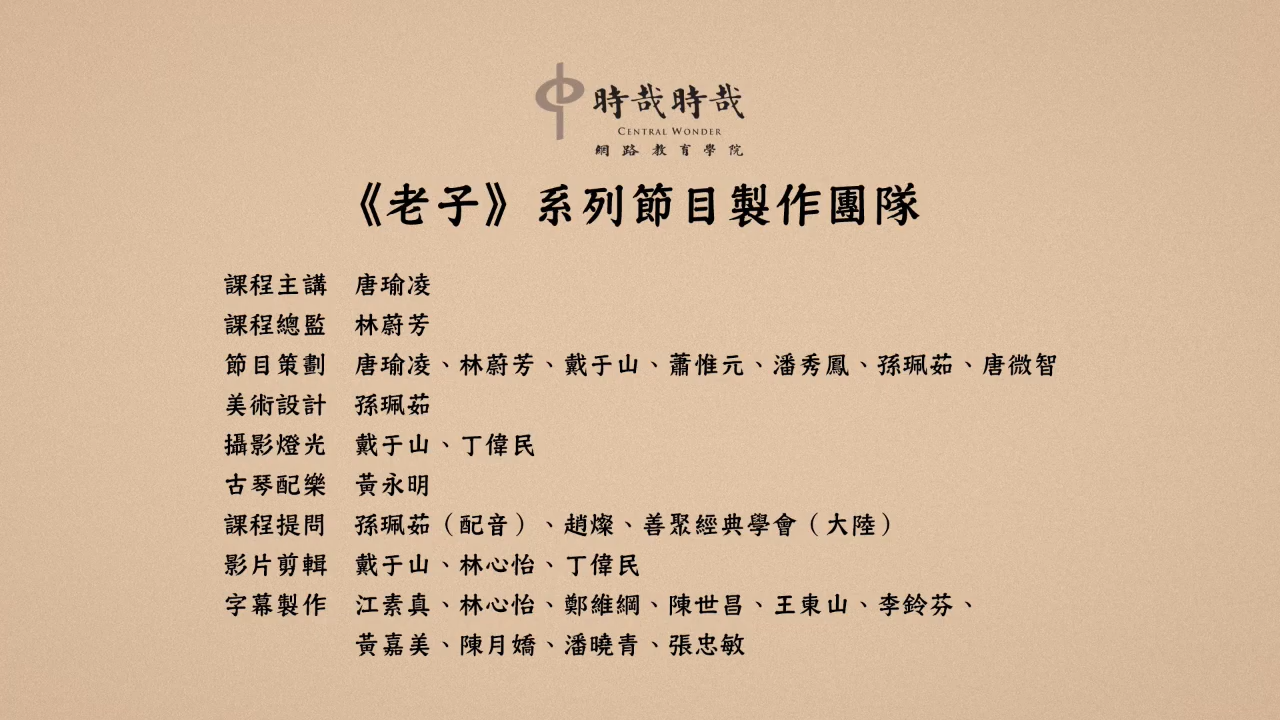 時哉時哉
CENTRAL WONDER
網路教育學院
《老子》系列節目製作團隊
課程主講 唐瑜凌
課程總監 林蔚芳
節目策劃 唐瑜凌、林蔚芳、戴于山、蕭惟元、潘秀鳳、孫珮茹、唐微智
美術設計 孫珮茹
攝影燈光 戴于山、丁偉民
古琴配樂 黃永明
課程提問 孫珮茹（配音）、趙燦、善聚經典學會（大陸）
影片剪輯 戴于山、林心怡、丁偉民
字幕製作 江素真、林心怡、鄭維綱、陳世昌、王東山、李鈴芬、
黃嘉美、陳月嬌、潘曉青、張忠敏